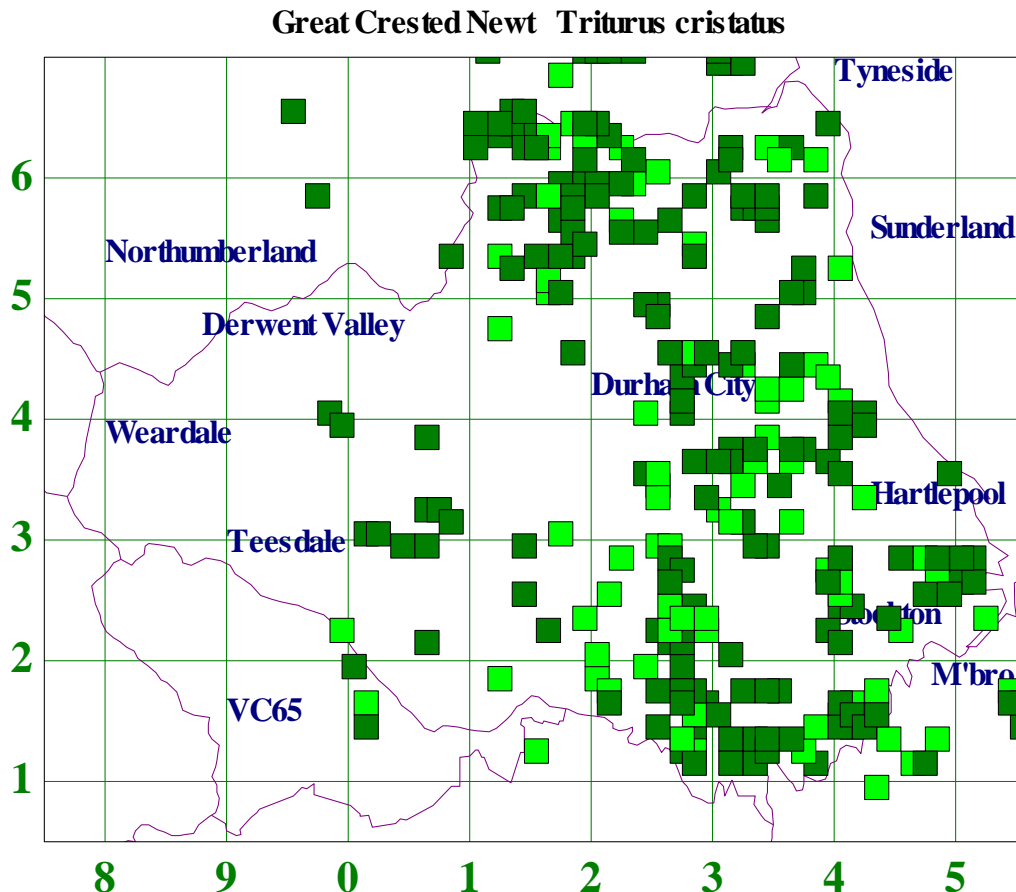 Great Crested Newt Triturus cristatus
Tyneside
6
Sunderland
Northumberland
5
Derwent Valley
Durham City
4
Weardale
Hartlepool
3
Teesdale
Stockton
2
M'bro
VC65
1
8 9 0 1 2 3 4 5